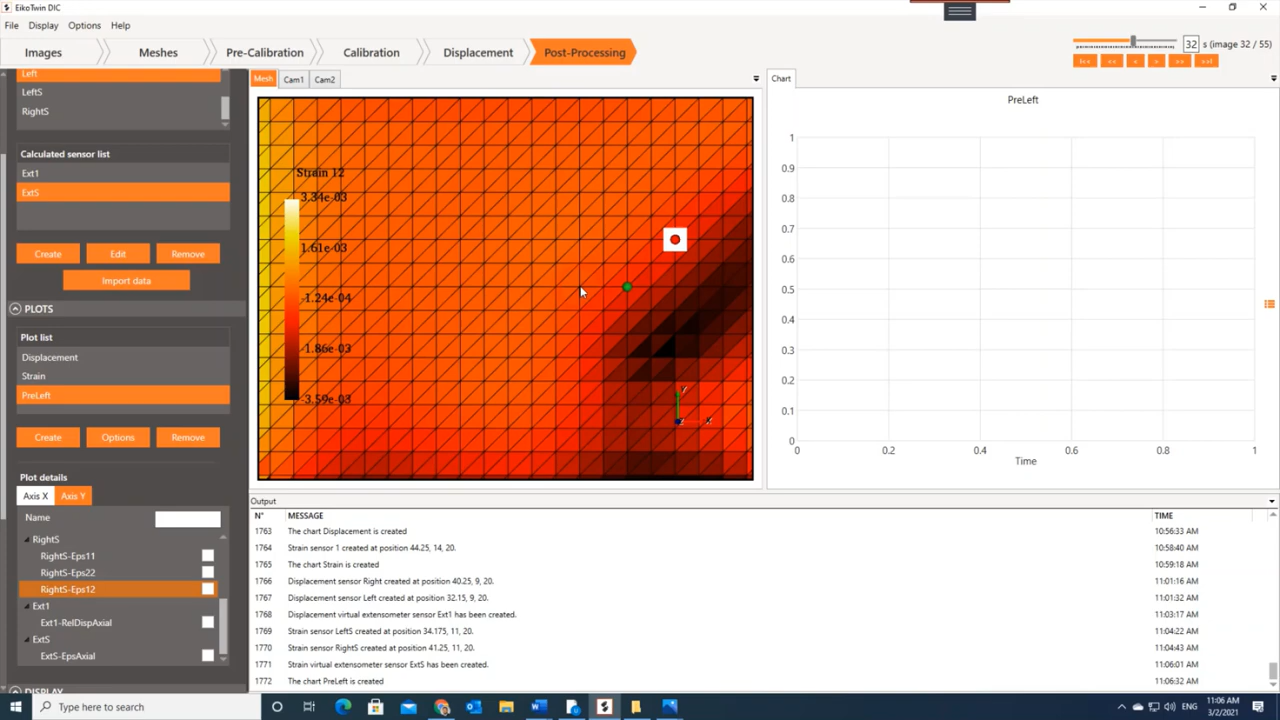 EikoTwin DIC
File Display Options Help
Images Meshes Pre-Calibration Calibration Displacement Post-Processing
32 s (image 32 / 55)
|<< << < > >> >>|
Left
LeftS
RightS
Calculated sensor list
Ext1
ExtS
Create Edit Remove
Import data
PLOTS
Plot list
Displacement
Strain
PreLeft
Create Options Remove
Plot details
Axis X Axis Y
Name
RightS
RightS-Eps11
RightS-Eps22
RightS-Eps12
Ext1
Ext1-RelDispAxial
ExtS
ExtS-EpsAxial
DISPLAY
Mesh Cam1 Cam2
Strain 12
3.34e-03
1.61e-03
-1.24e-04
-1.86e-03
-3.59e-03
Y
Z X
Chart
PreLeft
1
0.9
0.8
0.7
0.6
0.5
0.4
0.3
0.2
0.1
0
0 0.2 0.4 0.6 0.8 1
Time
Output
N° MESSAGE TIME
1763 The chart Displacement is created 10:56:33 AM
1764 Strain sensor 1 created at position 44.25, 14, 20. 10:58:40 AM
1765 The chart Strain is created 10:59:18 AM
1766 Displacement sensor Right created at position 40.25, 9, 20. 11:01:16 AM
1767 Displacement sensor Left created at position 32.15, 9, 20. 11:01:32 AM
1768 Displacement virtual extensometer sensor Ext1 has been created. 11:03:17 AM
1769 Strain sensor LeftS created at position 34.175, 11, 20. 11:04:22 AM
1770 Strain sensor RightS created at position 41.25, 11, 20. 11:04:43 AM
1771 Strain virtual extensometer sensor ExtS has been created. 11:06:01 AM
1772 The chart PreLeft is created 11:06:32 AM
Type here to search
ENG
11:06 AM
3/2/2021